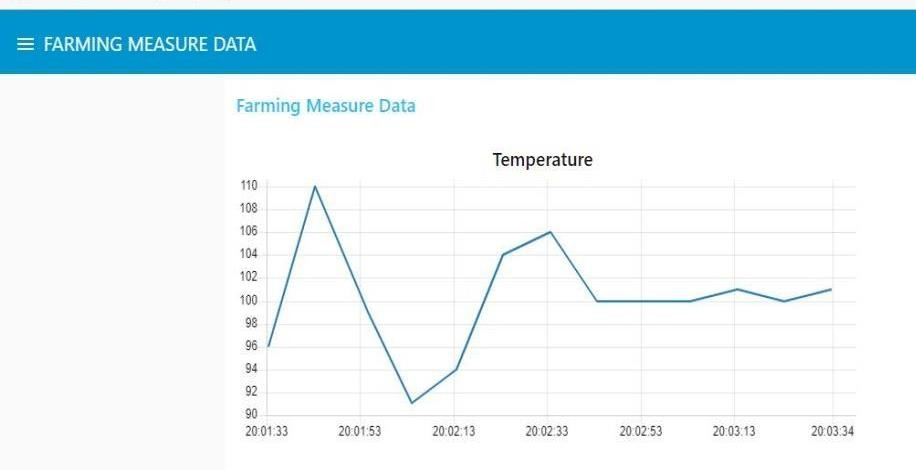 FARMING MEASURE DATA
Farming Measure Data
Temperature
110
108
106
104
102
100
98
96
94
92
90
20:01:33 20:01:53 20:02:13 20:02:33 20:02:53 20:03:13 20:03:34